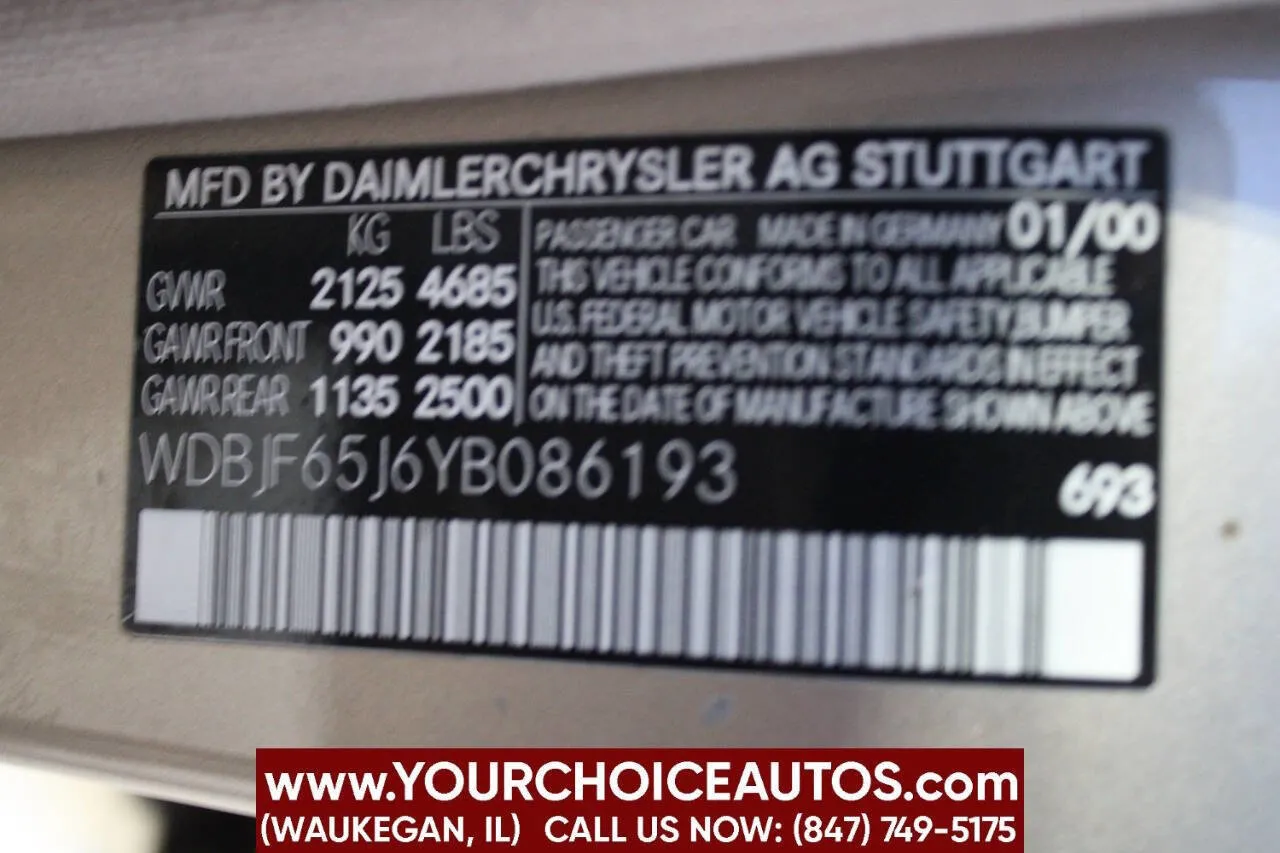 MFD BY DAIMLERCHRYSLER AG STUTTGART
KG LBS
GVWR 2125 4685
GAWR FRONT 990 2185
GAWR REAR 1135 2500
PASSENGER CAR MADE IN GERMANY 01/00
THIS VEHICLE CONFORMS TO ALL APPLICABLE
U.S. FEDERAL MOTOR VEHICLE SAFETY, BUMPER
AND THEFT PREVENTION STANDARDS IN EFFECT
ON THE DATE OF MANUFACTURE SHOWN ABOVE
WDBJF65J6YB086193
693
www.YOURCHOICEAUTOS.com
(WAUKEGAN, IL) CALL US NOW: (847) 749-5175